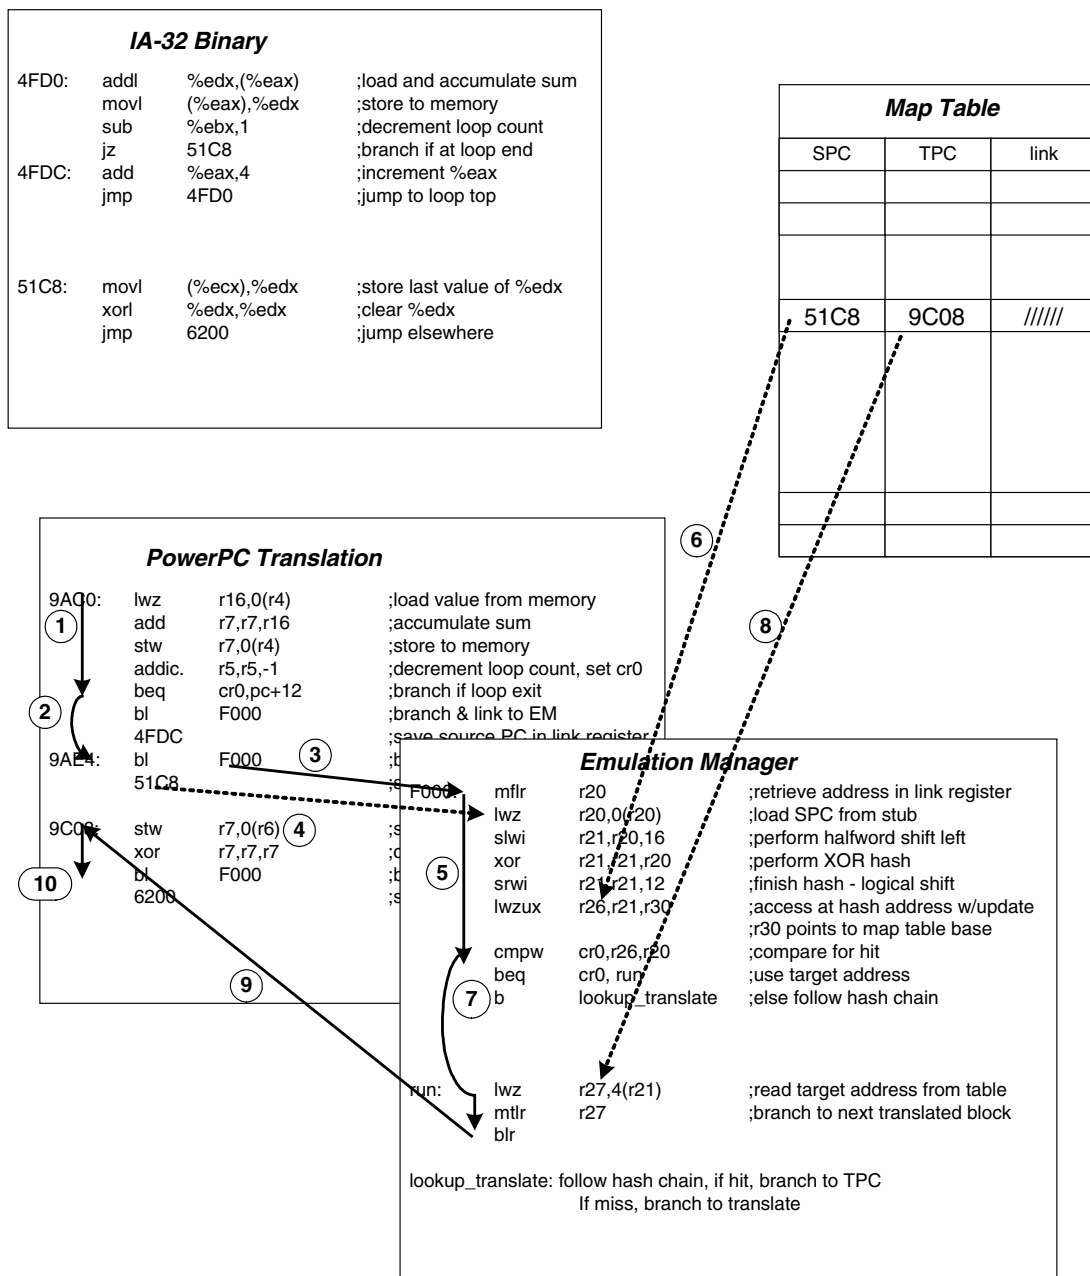 IA-32 Binary
4FD0: addl %edx,(%eax) ;load and accumulate sum
movl (%eax),%edx ;store to memory
sub %ebx,1 ;decrement loop count
jz 51C8 ;branch if at loop end
4FDC: add %eax,4 ;increment %eax
jmp 4FD0 ;jump to loop top
51C8: movl (%ecx),%edx ;store last value of %edx
xorl %edx,%edx ;clear %edx
jmp 6200 ;jump elsewhere
Map Table
SPC TPC link
51C8 9C08 //////
6
8
PowerPC Translation
9AC0: lwz r16,0(r4) ;load value from memory
1
add r7,r7,r16 ;accumulate sum
stw r7,0(r4) ;store to memory
addic. r5,r5,-1 ;decrement loop count, set cr0
beq cr0,pc+12 ;branch if loop exit
2
bl F000 ;branch & link to EM
4FDC ;save source PC in link register
9AE4: bl F000 ;b
3
51C8
9C08: stw r7,0(r6) ;s
4
xor r7,r7,r7
bl F000 ;b
10
6200 ;s
9
Emulation Manager
F000: mflr r20 ;retrieve address in link register
lwz r20,0(r20) ;load SPC from stub
slwi r21,r20,16 ;perform halfword shift left
xor r21,r21,r20 ;perform XOR hash
5
srwi r21,r21,12 ;finish hash - logical shift
lwzux r26,r21,r30 ;access at hash address w/update
;r30 points to map table base
cmpw cr0,r26,r20 ;compare for hit
beq cr0, run ;use target address
7
b lookup_translate ;else follow hash chain
run: lwz r27,4(r21) ;read target address from table
mtlr r27 ;branch to next translated block
blr
lookup_translate: follow hash chain, if hit, branch to TPC
If miss, branch to translate